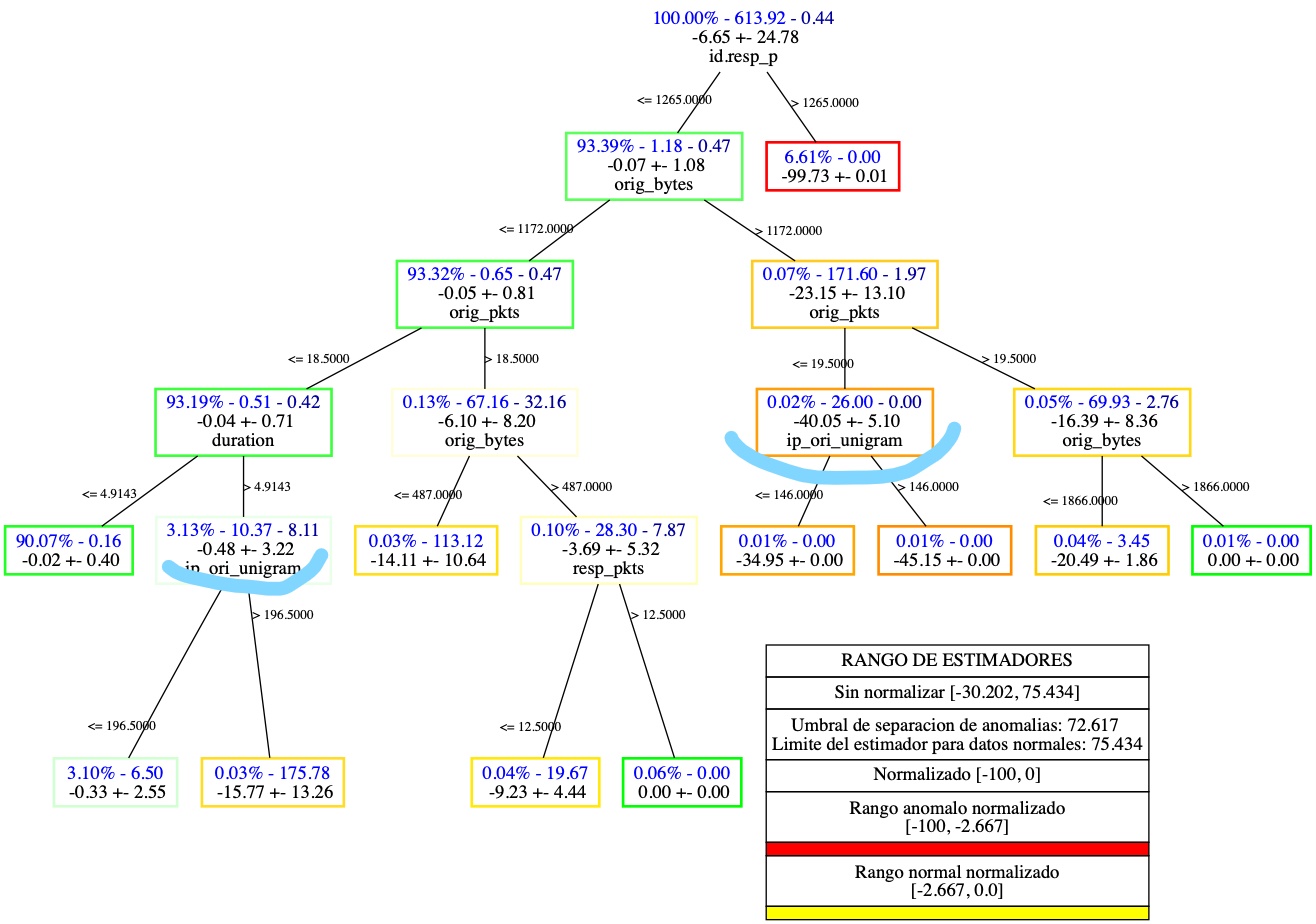 100.00% - 613.92 - 0.44
-6.65 +- 24.78
id.resp_p
<= 1265.0000
> 1265.0000
93.39% - 1.18 - 0.47
-0.07 +- 1.08
orig_bytes
6.61% - 0.00
-99.73 +- 0.01
<= 1172.0000
> 1172.0000
93.32% - 0.65 - 0.47
-0.05 +- 0.81
orig_pkts
0.07% - 171.60 - 1.97
-23.15 +- 13.10
orig_pkts
<= 18.5000
> 18.5000
<= 19.5000
> 19.5000
93.19% - 0.51 - 0.42
-0.04 +- 0.71
duration
0.13% - 67.16 - 32.16
-6.10 +- 8.20
orig_bytes
0.02% - 26.00 - 0.00
-40.05 +- 5.10
ip_ori_unigram
0.05% - 69.93 - 2.76
-16.39 +- 8.36
orig_bytes
<= 4.9143
> 4.9143
<= 487.0000
> 487.0000
<= 146.0000
> 146.0000
<= 1866.0000
> 1866.0000
90.07% - 0.16
-0.02 +- 0.40
3.13% - 10.37 - 8.11
-0.48 +- 3.22
ip_ori_unigram
0.03% - 113.12
-14.11 +- 10.64
0.10% - 28.30 - 7.87
-3.69 +- 5.32
resp_pkts
0.01% - 0.00
-34.95 +- 0.00
0.01% - 0.00
-45.15 +- 0.00
0.04% - 3.45
-20.49 +- 1.86
0.01% - 0.00
0.00 +- 0.00
<= 196.5000
> 196.5000
<= 12.5000
> 12.5000
3.10% - 6.50
-0.33 +- 2.55
0.03% - 175.78
-15.77 +- 13.26
0.04% - 19.67
-9.23 +- 4.44
0.06% - 0.00
0.00 +- 0.00
RANGO DE ESTIMADORES
Sin normalizar [-30.202, 75.434]
Umbral de separacion de anomalias: 72.617
Limite del estimador para datos normales: 75.434
Normalizado [-100, 0]
Rango anomalo normalizado
[-100, -2.667]
Rango normal normalizado
[-2.667, 0.0]